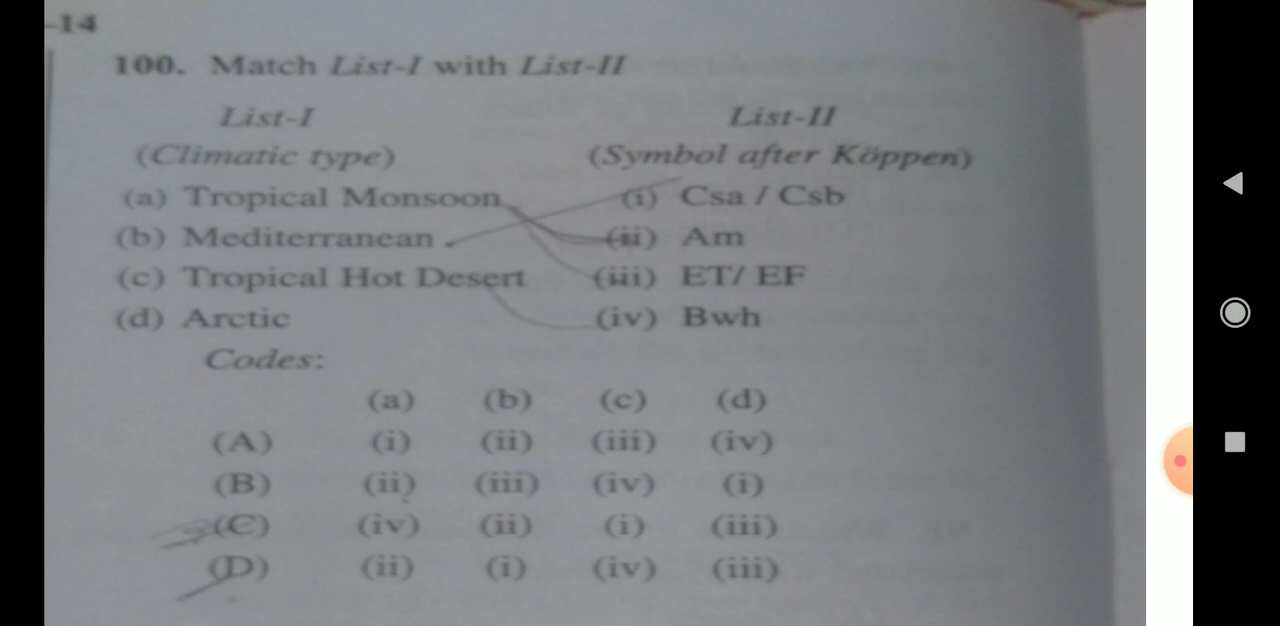 -14
100. Match List-I with List-II
List-I List-II
(Climatic type) (Symbol after Köppen)
(a) Tropical Monsoon (i) Csa / Csb
(b) Mediterranean (ii) Am
(c) Tropical Hot Desert (iii) ET/ EF
(d) Arctic (iv) Bwh
Codes:
(a) (b) (c) (d)
(A) (i) (ii) (iii) (iv)
(B) (ii) (iii) (iv) (i)
(C) (iv) (ii) (i) (iii)
(D) (ii) (i) (iv) (iii)